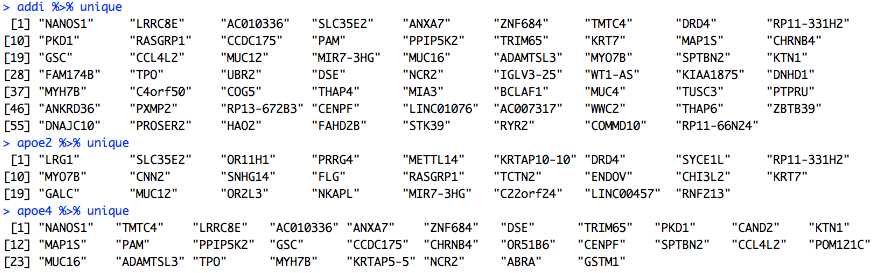 > addi %>% unique
[1] "NANOS1" "LRRC8E" "AC010336" "SLC35E2" "ANXA7" "ZNF684" "TMTC4" "DRD4" "RP11-331H2"
[10] "PKD1" "RASGRP1" "CCDC175" "PAM" "PPIP5K2" "TRIM65" "KRT7" "MAP1S" "CHRNB4"
[19] "GSC" "CCL4L2" "MUC12" "MIR7-3HG" "MUC16" "ADAMTSL3" "MYO7B" "SPTBN2" "KTN1"
[28] "FAM174B" "TPO" "UBR2" "DSE" "NCR2" "IGLV3-25" "WT1-AS" "KIAA1875" "DNHD1"
[37] "MYH7B" "C4orf50" "COG5" "THAP4" "MIA3" "BCLAF1" "MUC4" "TUSC3" "PTPRU"
[46] "ANKRD36" "PXMP2" "RP13-672B3" "CENPF" "LINC01076" "AC007317" "WWC2" "THAP6" "ZBTB39"
[55] "DNAJC10" "PROSER2" "HAO2" "FAHD2B" "STK39" "RYR2" "COMMD10" "RP11-66N24"
> apoe2 %>% unique
[1] "LRG1" "SLC35E2" "OR11H1" "PRRG4" "METTL14" "KRTAP10-10" "DRD4" "SYCE1L" "RP11-331H2"
[10] "MYO7B" "CNN2" "SNHG14" "FLG" "RASGRP1" "TCTN2" "ENDOV" "CHI3L2" "KRT7"
[19] "GALC" "MUC12" "OR2L3" "NKAPL" "MIR7-3HG" "C22orf24" "LINC00457" "RNF213"
> apoe4 %>% unique
[1] "NANOS1" "TMTC4" "LRRC8E" "AC010336" "ANXA7" "ZNF684" "DSE" "TRIM65" "PKD1" "CAND2" "KTN1"
[12] "MAP1S" "PAM" "PPIP5K2" "GSC" "CCDC175" "CHRNB4" "OR51B6" "CENPF" "SPTBN2" "CCL4L2" "POM121C"
[23] "MUC16" "ADAMTSL3" "TPO" "MYH7B" "KRTAP5-5" "NCR2" "ABRA" "GSTM1"